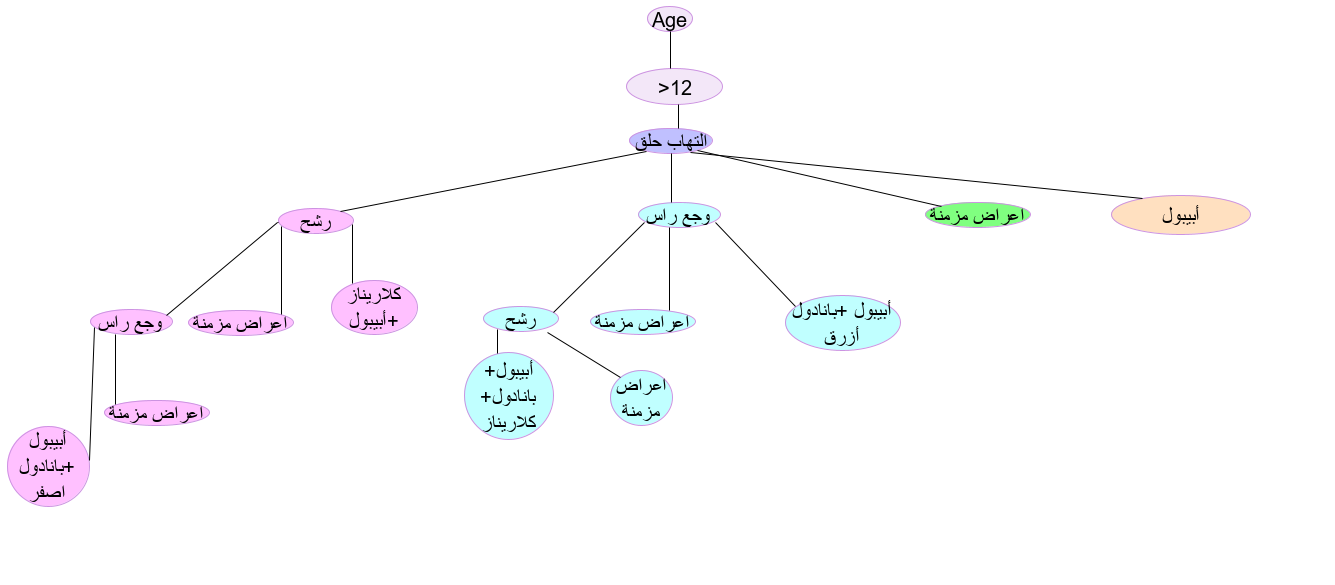 Age
>12
التهاب حلق
رشح
وجع راس
اعراض مزمنة
أبيبول
وجع راس
اعراض مزمنة
كلاريناز
+أبيبول
رشح
اعراض مزمنة
أبيبول +بانادول
أزرق
اعراض مزمنة
أبيبول
+بانادول
اصفر
أبيبول+
بانادول+
كلاريناز
اعراض
مزمنة